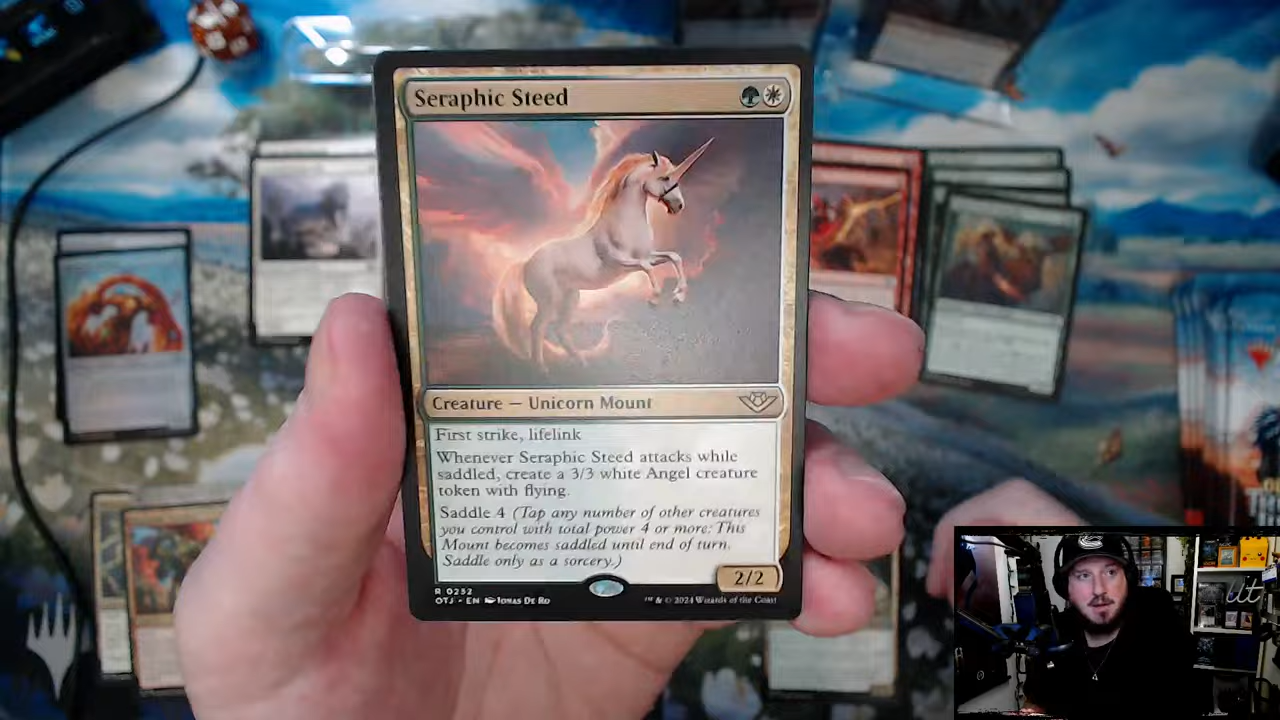 Seraphic Steed
Creature — Unicorn Mount
First strike, lifelink
Whenever Seraphic Steed attacks while
saddled, create a 3/3 white Angel creature
token with flying.
Saddle 4 (Tap any number of other creatures
you control with total power 4 or more: This
Mount becomes saddled until end of turn.
Saddle only as a sorcery.)
2/2
R 0232
OTJ • EN Jonas De Ro
™ & © 2024 Wizards of the Coast